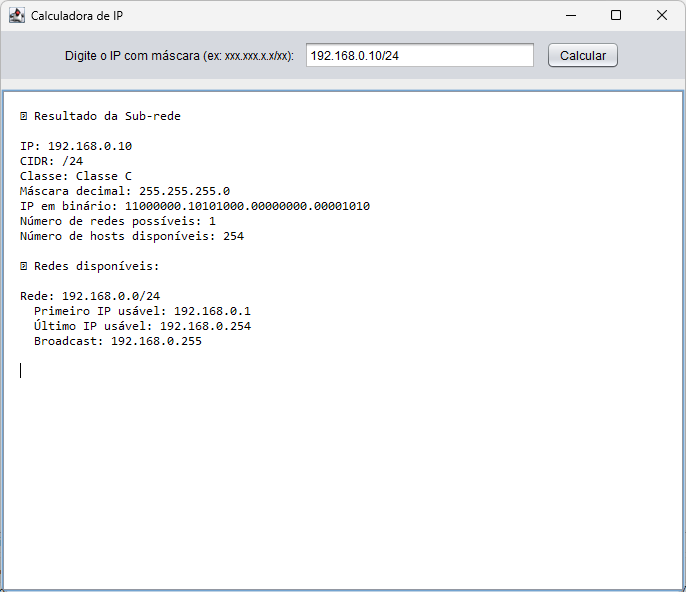 Calculadora de IP
Digite o IP com máscara (ex: xxx.xxx.x.x/xx): 192.168.0.10/24 Calcular
Resultado da Sub-rede
IP: 192.168.0.10
CIDR: /24
Classe: Classe C
Máscara decimal: 255.255.255.0
IP em binário: 11000000.10101000.00000000.00001010
Número de redes possíveis: 1
Número de hosts disponíveis: 254
Redes disponíveis:
Rede: 192.168.0.0/24
Primeiro IP usável: 192.168.0.1
Último IP usável: 192.168.0.254
Broadcast: 192.168.0.255